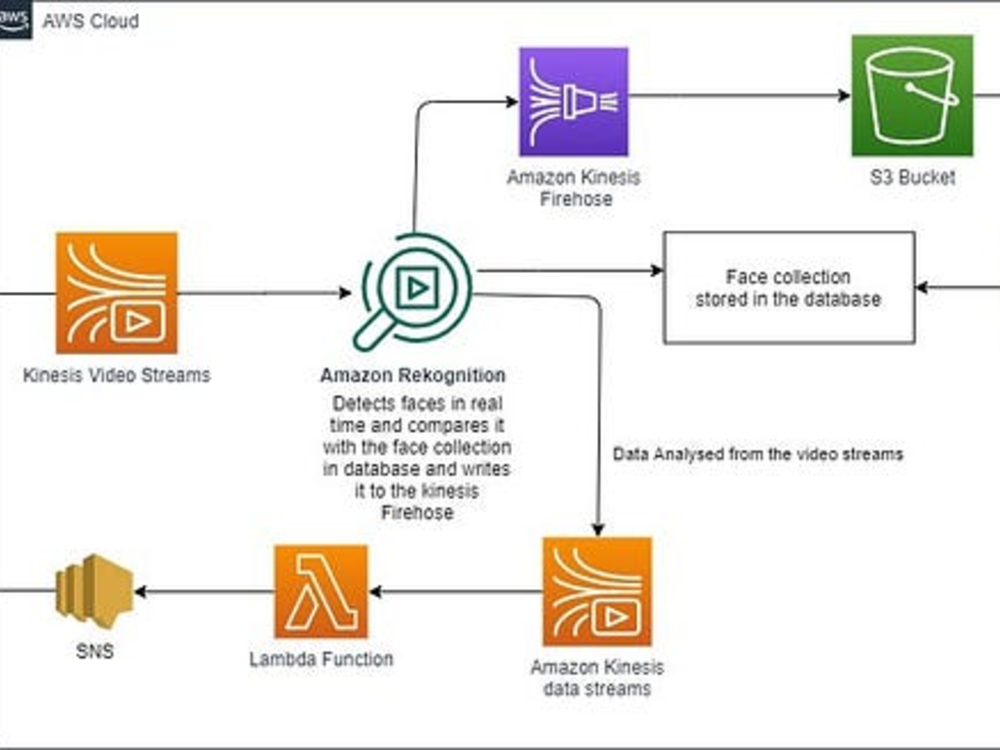 aws
AWS Cloud
Amazon Kinesis
Firehose
S3 Bucket
Face collection
stored in the database
Kinesis Video Streams
Amazon Rekognition
Detects faces in real
time and compares it
with the face collection
in database and writes
it to the kinesis
Firehose
Data Analysed from the video streams
SNS
Lambda Function
Amazon Kinesis
data streams